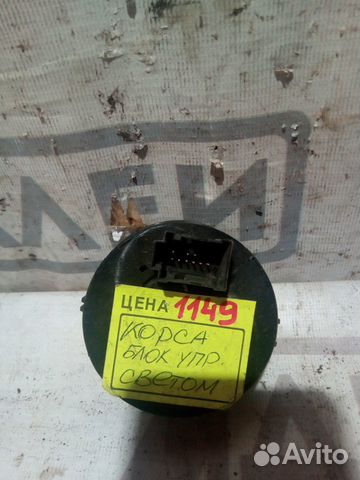 ЦЕНА 1149
КОРСА
БЛОК УПР.
СВЕТОМ
Avito